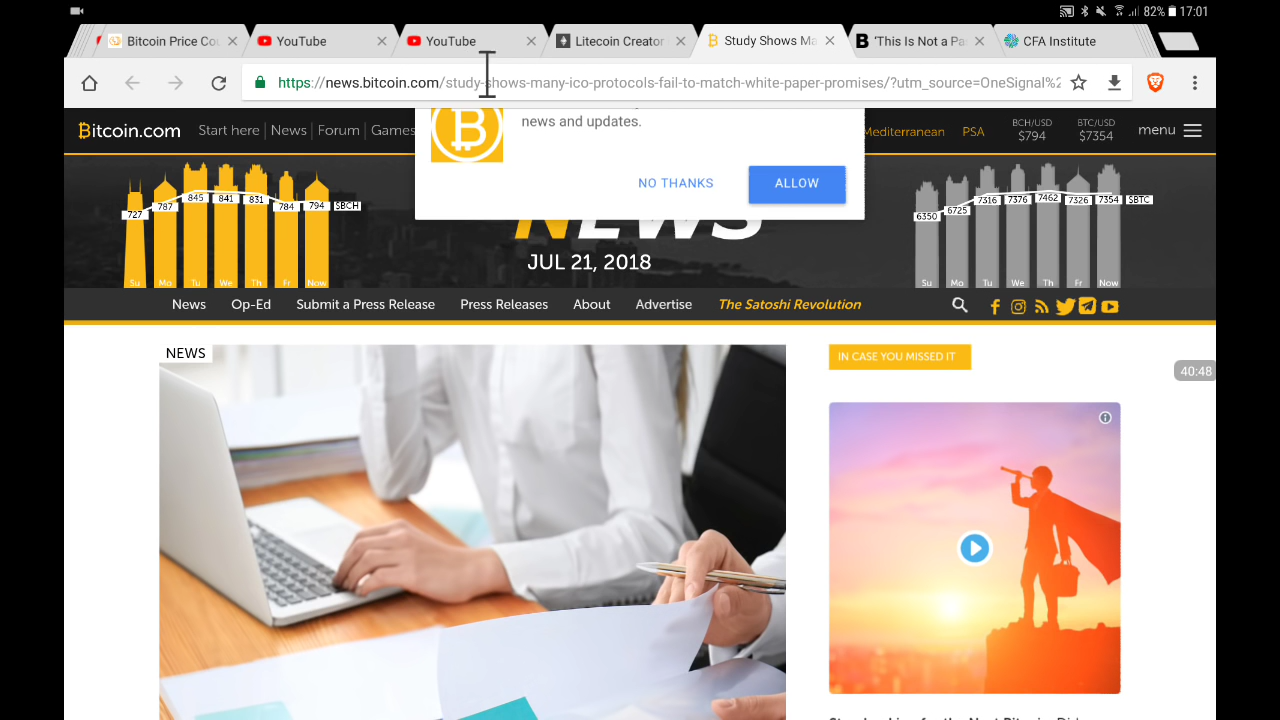 82% 17:01
Bitcoin Price Co
YouTube
YouTube
Litecoin Creator
Study Shows Ma
'This Is Not a Pa
CFA Institute
https://news.bitcoin.com/study-shows-many-ico-protocols-fail-to-match-white-paper-promises/?utm_source=OneSignal%2
Bitcoin.com
Start here
News
Forum
Games
news and updates.
Mediterranean
PSA
BCH/USD
$794
BTC/USD
$7354
menu
NO THANKS
ALLOW
727 787 845 841 831 784 794 $BCH
Su Mo Tu We Th Fr Now
NEWS
JUL 21, 2018
6350 6725 7316 7376 7462 7326 7354 $BTC
Su Mo Tu We Th Fr Now
News
Op-Ed
Submit a Press Release
Press Releases
About
Advertise
The Satoshi Revolution
NEWS
IN CASE YOU MISSED IT
40:48